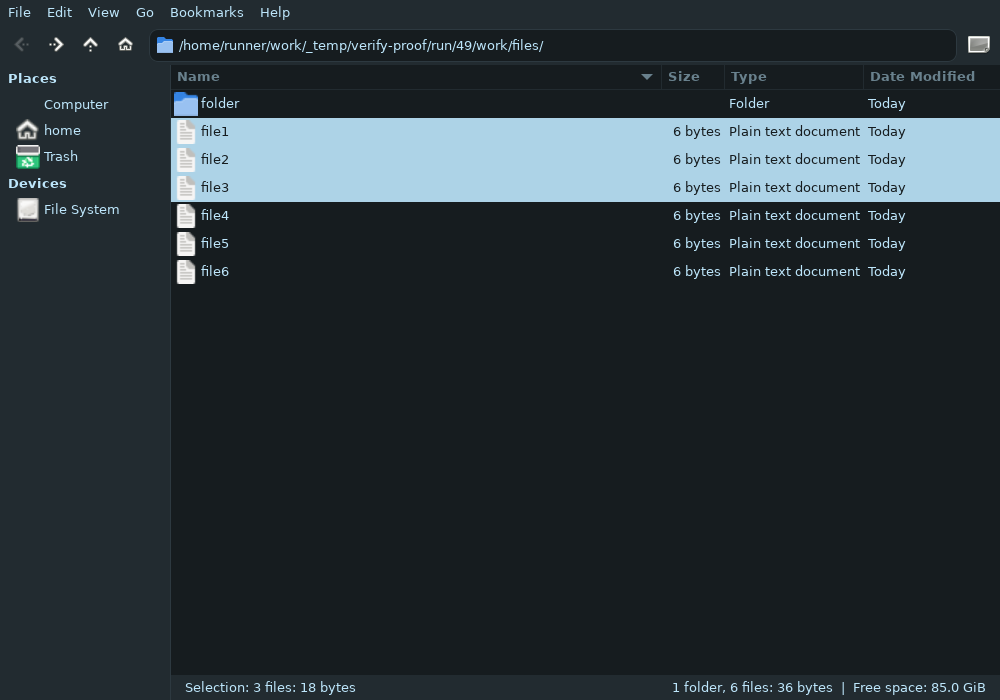 File Edit View Go Bookmarks Help
/home/runner/work/_temp/verify-proof/run/49/work/files/
Places
Computer
home
Trash
Devices
File System
Name Size Type Date Modified
folder Folder Today
file1 6 bytes Plain text document Today
file2 6 bytes Plain text document Today
file3 6 bytes Plain text document Today
file4 6 bytes Plain text document Today
file5 6 bytes Plain text document Today
file6 6 bytes Plain text document Today
Selection: 3 files: 18 bytes 1 folder, 6 files: 36 bytes | Free space: 85.0 GiB